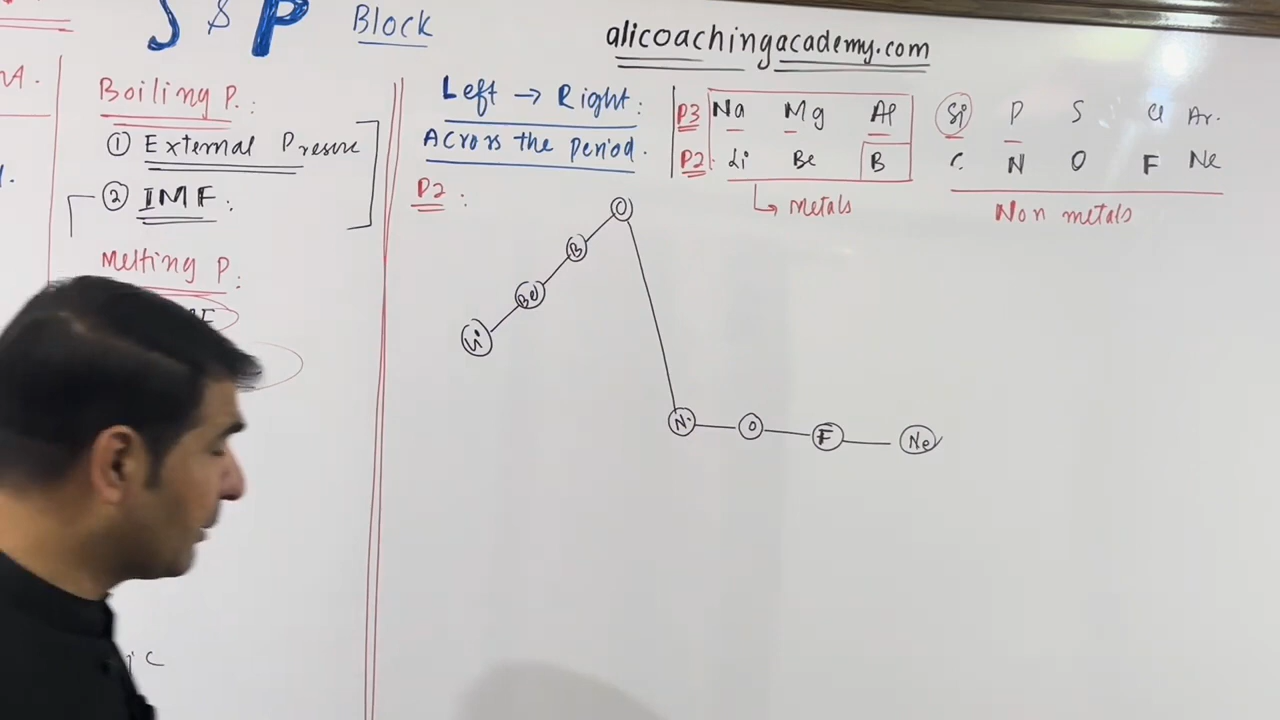 S & P Block
alicoachingacademy.com
Boiling P.:
① External Presure
② IMF:
Melting P:
Left → Right:
Across the period.
P3 Na Mg Al Si P S Cl Ar.
P2. Li Be B C. N O F Ne
↳ Metals
Non metals
P2:
Li Be B O N. O F Ne